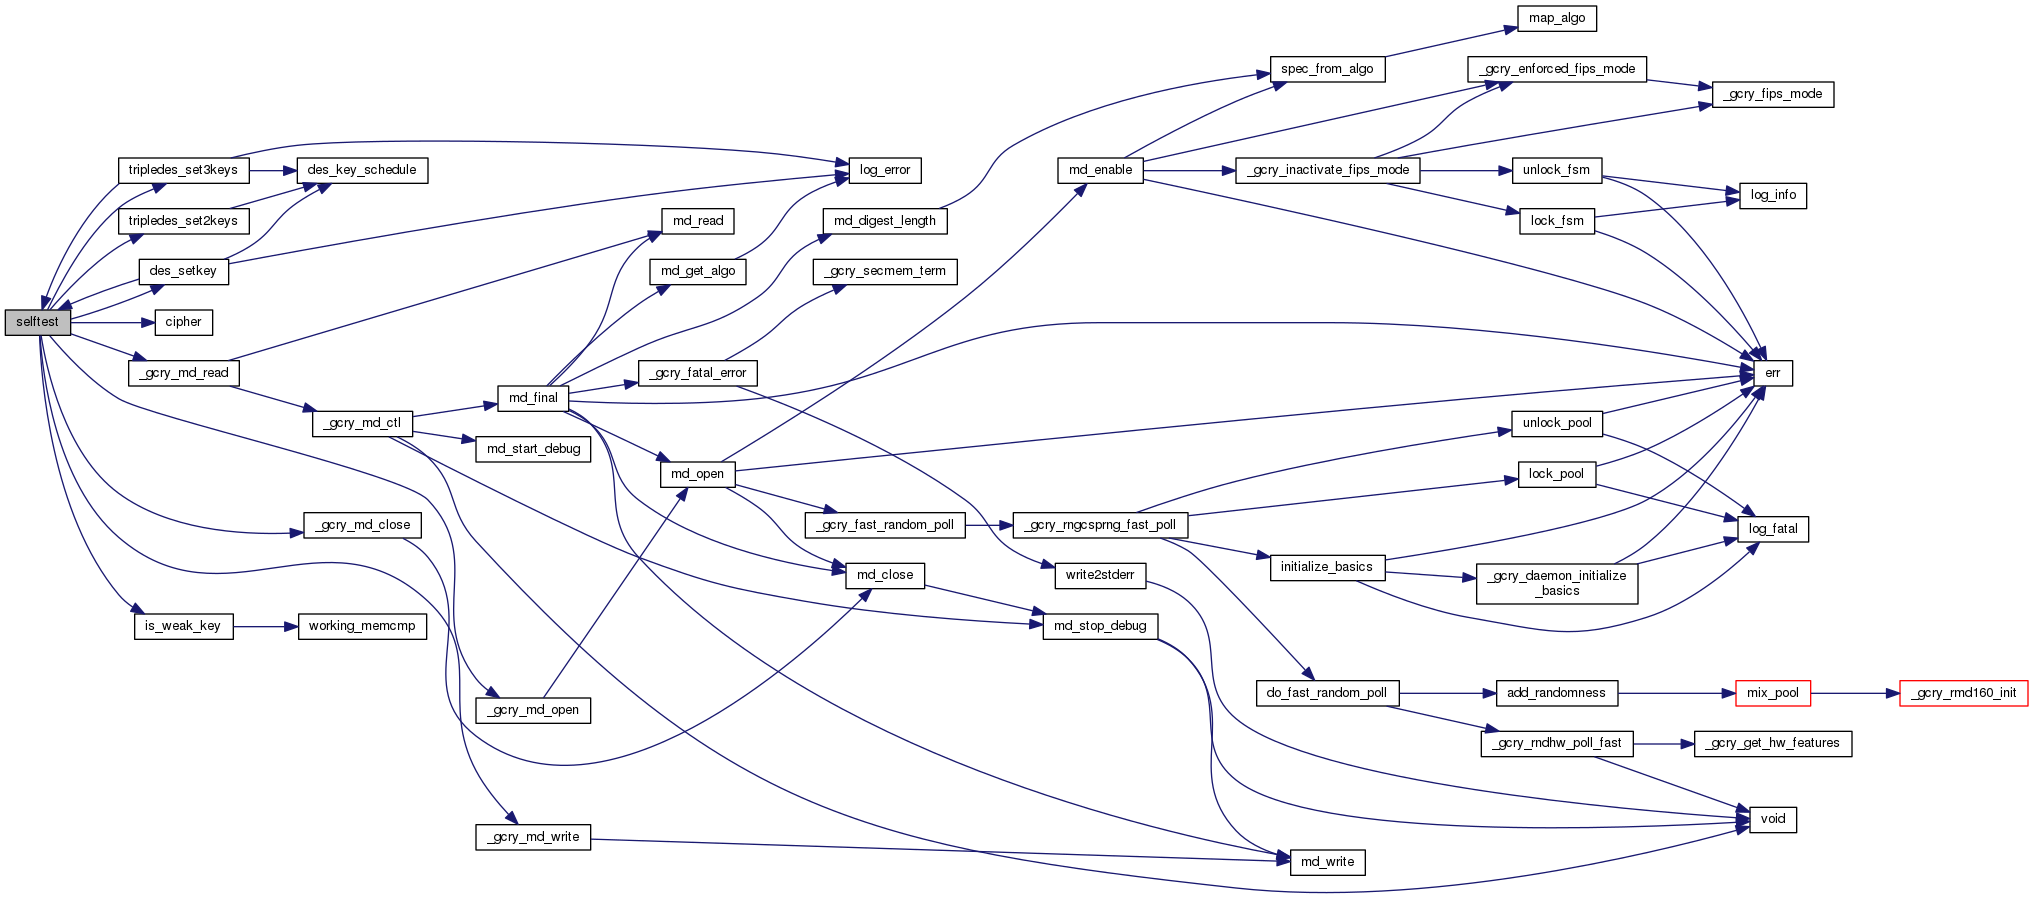 map_algo
spec_from_algo
_gcry_enforced_fips_mode
_gcry_fips_mode
tripledes_set3keys
des_key_schedule
log_error
md_enable
_gcry_inactivate_fips_mode
unlock_fsm
log_info
tripledes_set2keys
md_read
md_digest_length
lock_fsm
des_setkey
md_get_algo
_gcry_secmem_term
selftest
cipher
_gcry_md_read
_gcry_fatal_error
err
md_final
_gcry_md_ctl
unlock_pool
md_start_debug
md_open
lock_pool
_gcry_md_close
_gcry_fast_random_poll
_gcry_rngcsprng_fast_poll
log_fatal
initialize_basics
md_close
write2stderr
_gcry_daemon_initialize
_basics
is_weak_key
working_memcmp
md_stop_debug
do_fast_random_poll
add_randomness
mix_pool
_gcry_rmd160_init
_gcry_md_open
_gcry_rndhw_poll_fast
_gcry_get_hw_features
void
_gcry_md_write
md_write